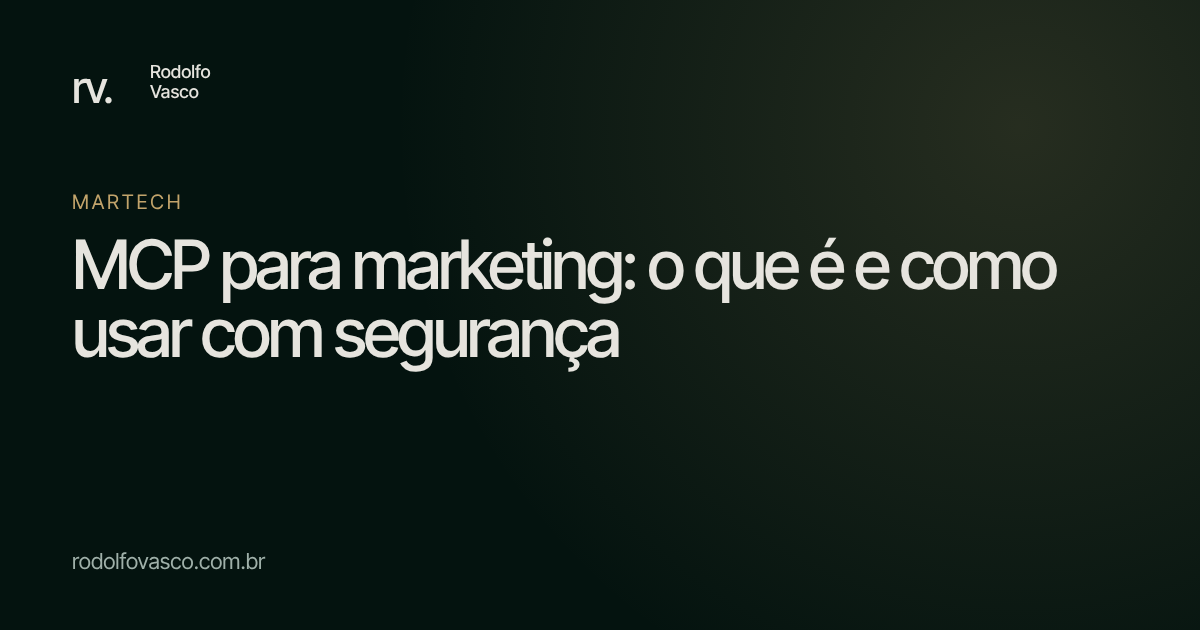 rv.
Rodolfo
Vasco
MARTECH
MCP para marketing: o que é e como
usar com segurança
rodolfovasco.com.br